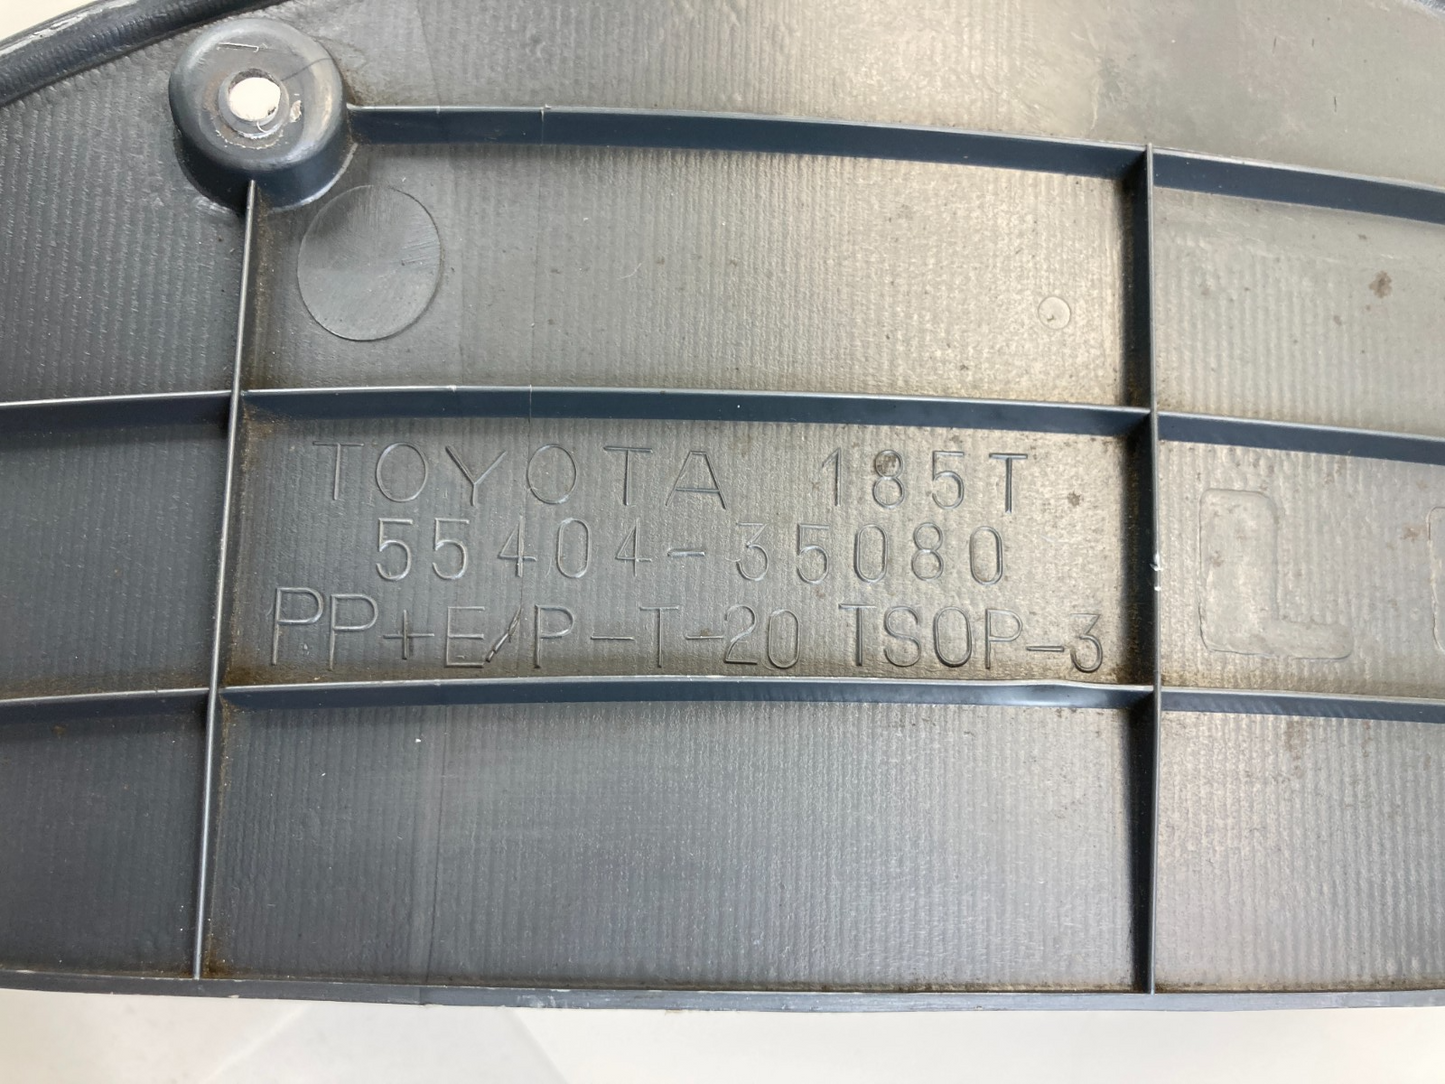 TOYOTA 185T
55404-35080
PP+E/P-T-20 TSOP-3
L